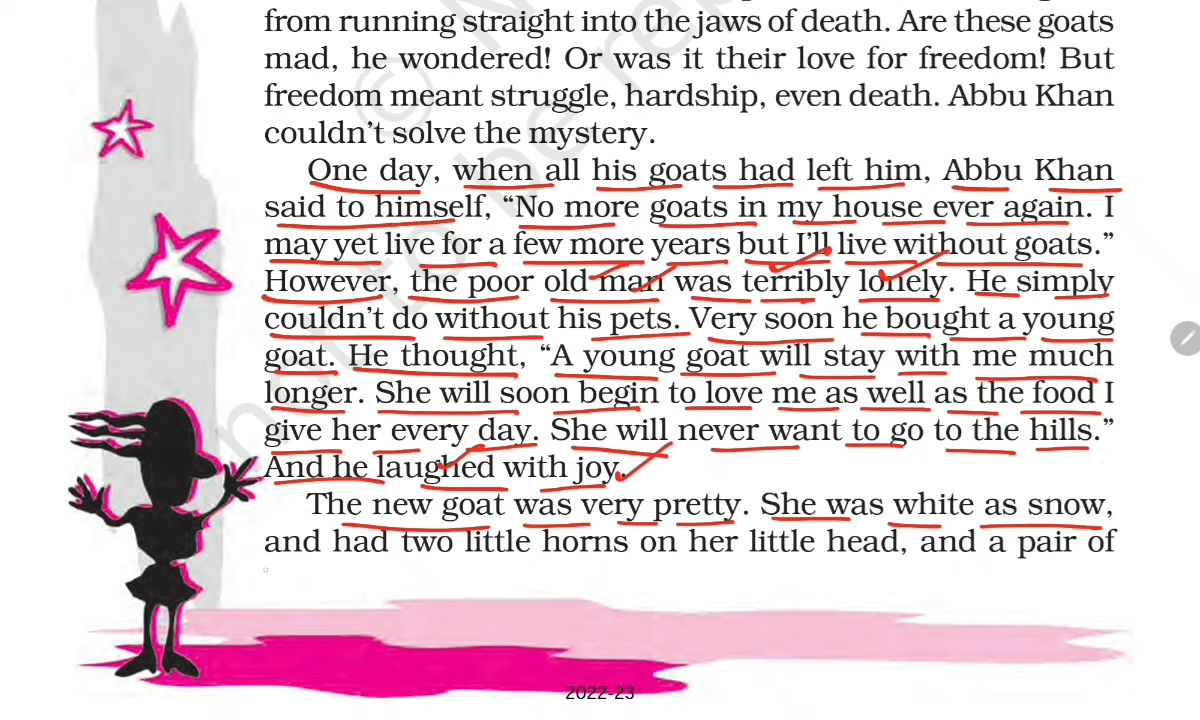 from running straight into the jaws of death. Are these goats
mad, he wondered! Or was it their love for freedom! But
freedom meant struggle, hardship, even death. Abbu Khan
couldn’t solve the mystery.
One day, when all his goats had left him, Abbu Khan
said to himself, “No more goats in my house ever again. I
may yet live for a few more years but I’ll live without goats.”
However, the poor old man was terribly lonely. He simply
couldn’t do without his pets. Very soon he bought a young
goat. He thought, “A young goat will stay with me much
longer. She will soon begin to love me as well as the food I
give her every day. She will never want to go to the hills.”
And he laughed with joy.
The new goat was very pretty. She was white as snow,
and had two little horns on her little head, and a pair of
2022-23